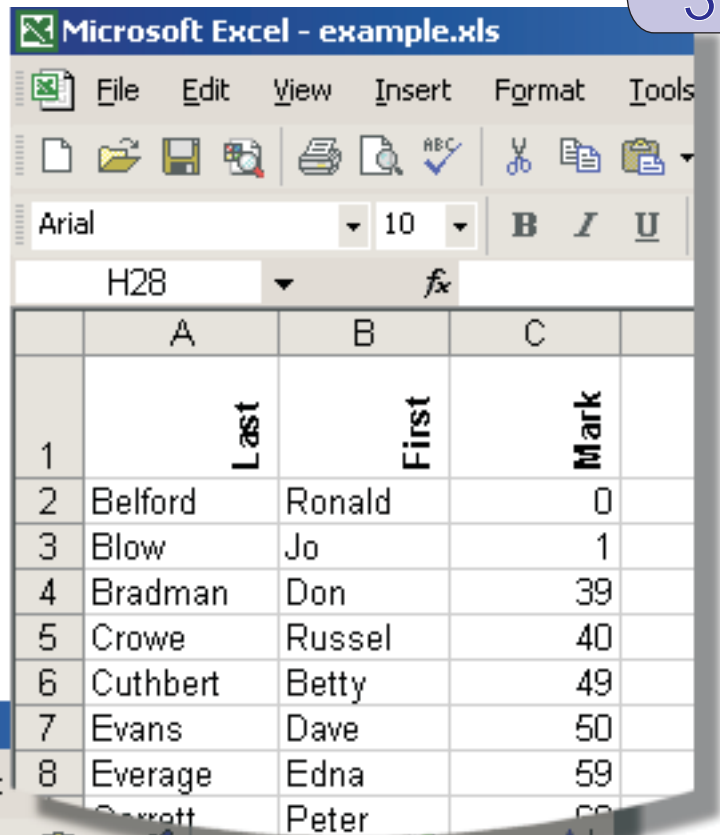 3
Microsoft Excel - example.xls
File Edit View Insert Format Tools
ABC
Arial 10 B I U
H28 fx
A B C
1 Last First Mark
2 Belford Ronald 0
3 Blow Jo 1
4 Bradman Don 39
5 Crowe Russel 40
6 Cuthbert Betty 49
7 Evans Dave 50
8 Everage Edna 59
Peter